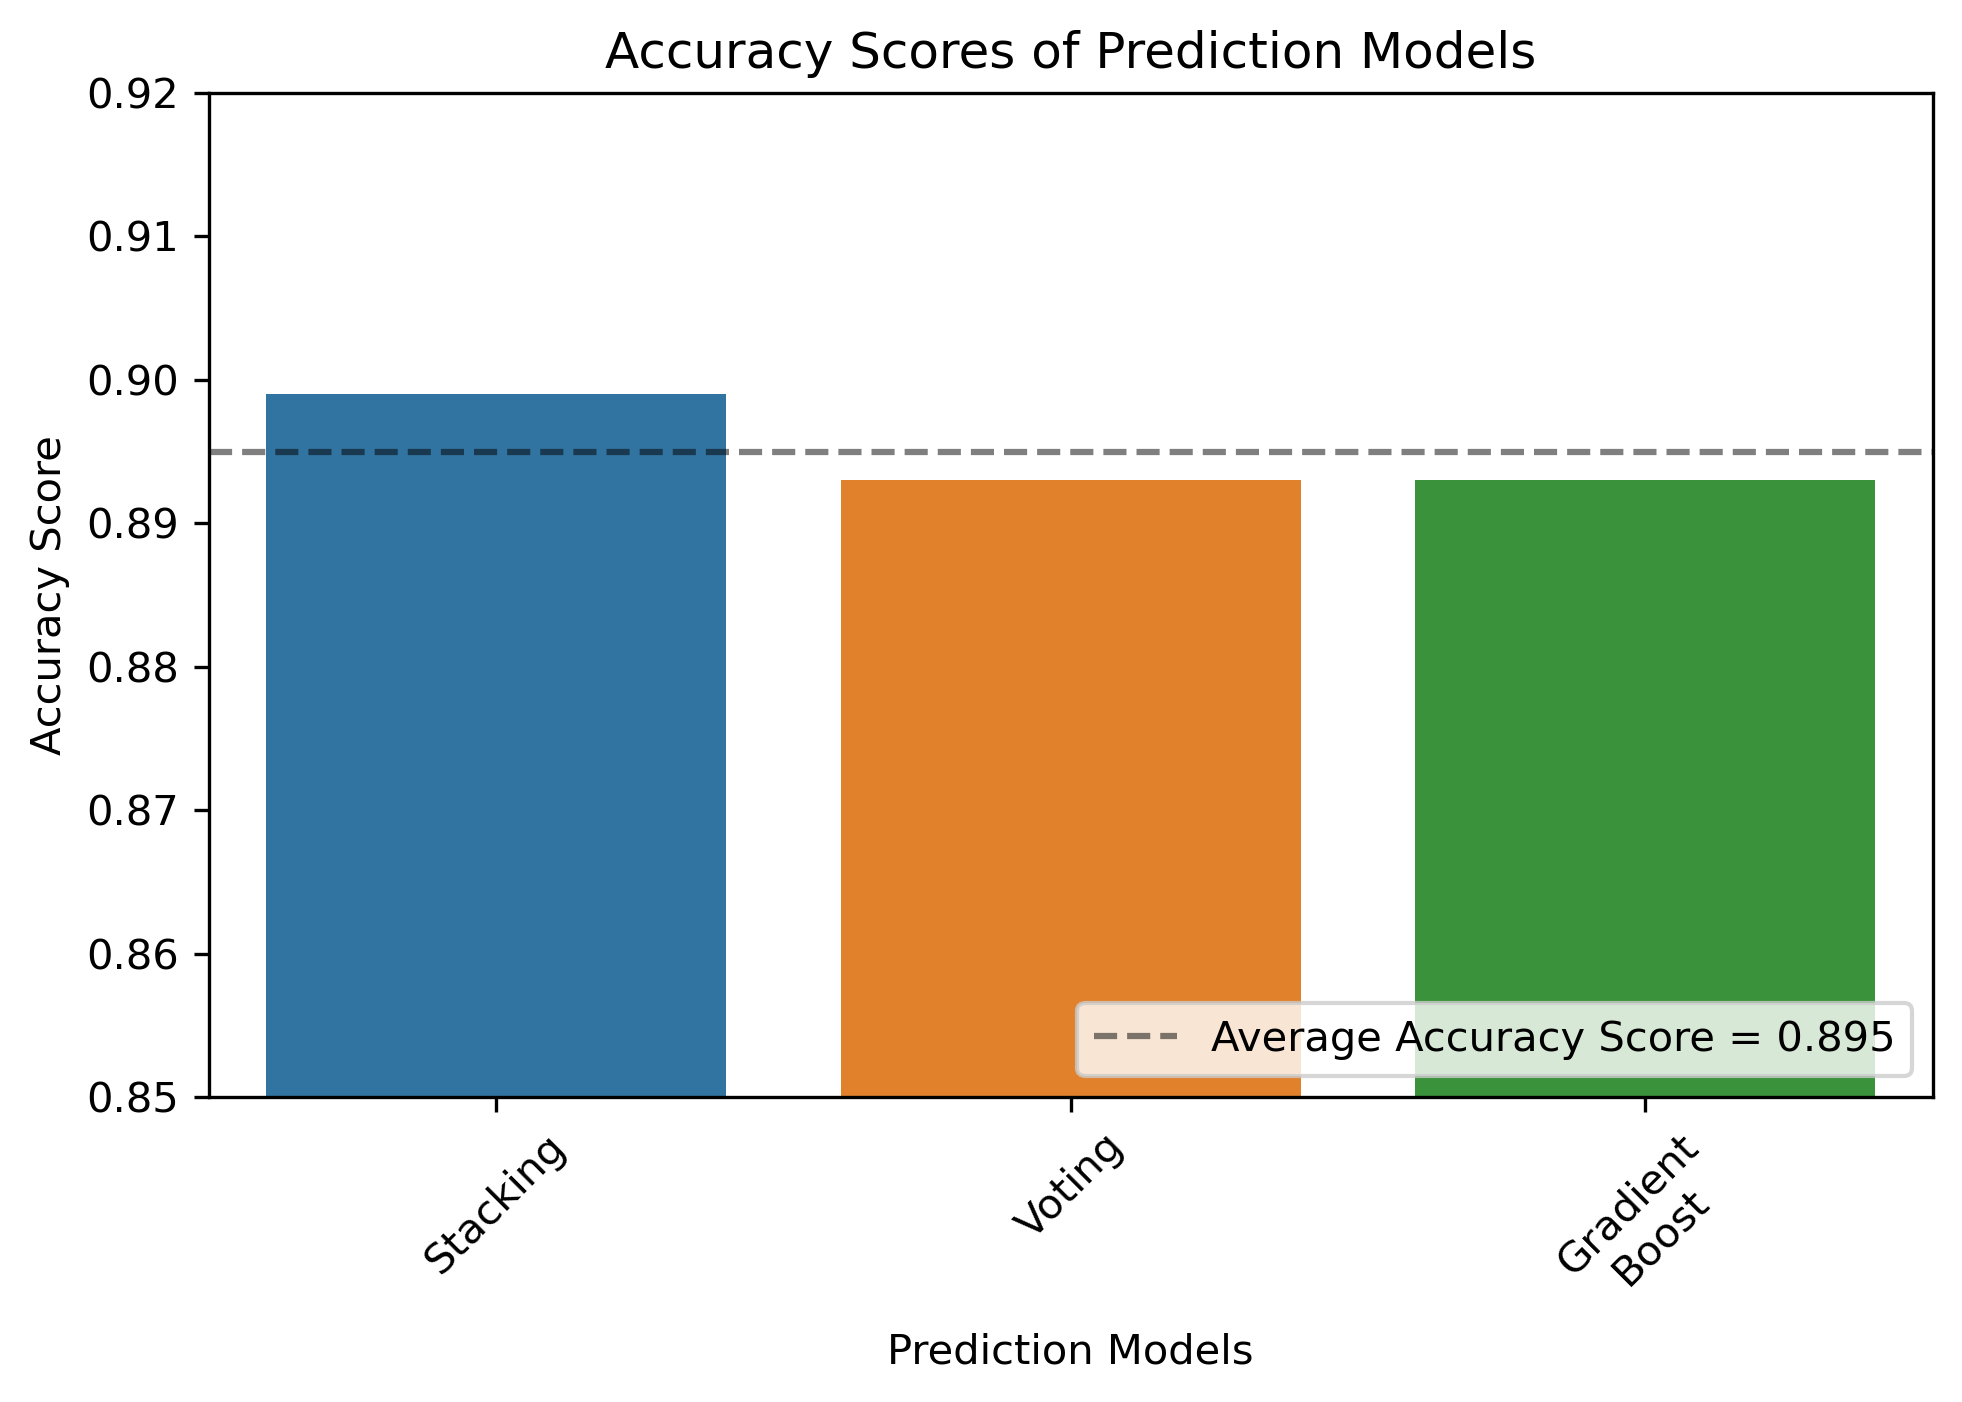 Accuracy Scores of Prediction Models
Accuracy Score
0.92
0.91
0.90
0.89
0.88
0.87
0.86
0.85
Average Accuracy Score = 0.895
Stacking
Voting
Gradient
Boost
Prediction Models